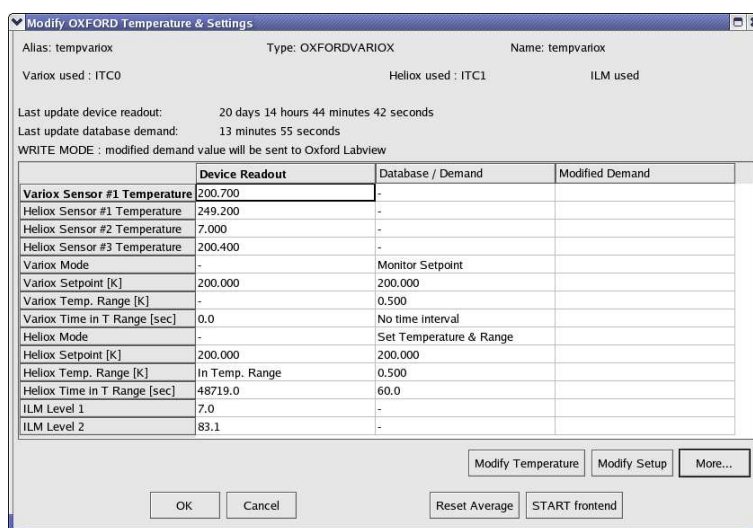 Modify OXFORD Temperature & Settings
Alias: tempvariox Type: OXFORDVARIOX Name: tempvariox
Variox used : ITC0 Heliox used : ITC1 ILM used
Last update device readout: 20 days 14 hours 44 minutes 42 seconds
Last update database demand: 13 minutes 55 seconds
WRITE MODE : modified demand value will be sent to Oxford Labview
Device Readout Database / Demand Modified Demand
Variox Sensor #1 Temperature 200.700 -
Heliox Sensor #1 Temperature 249.200 -
Heliox Sensor #2 Temperature 7.000 -
Heliox Sensor #3 Temperature 200.400 -
Variox Mode - Monitor Setpoint
Variox Setpoint [K] 200.000 200.000
Variox Temp. Range [K] - 0.500
Variox Time in T Range [sec] 0.0 No time interval
Heliox Mode - Set Temperature & Range
Heliox Setpoint [K] 200.000 200.000
Heliox Temp. Range [K] In Temp. Range 0.500
Heliox Time in T Range [sec] 48719.0 60.0
ILM Level 1 7.0 -
ILM Level 2 83.1 -
Modify Temperature Modify Setup More...
OK Cancel Reset Average START frontend